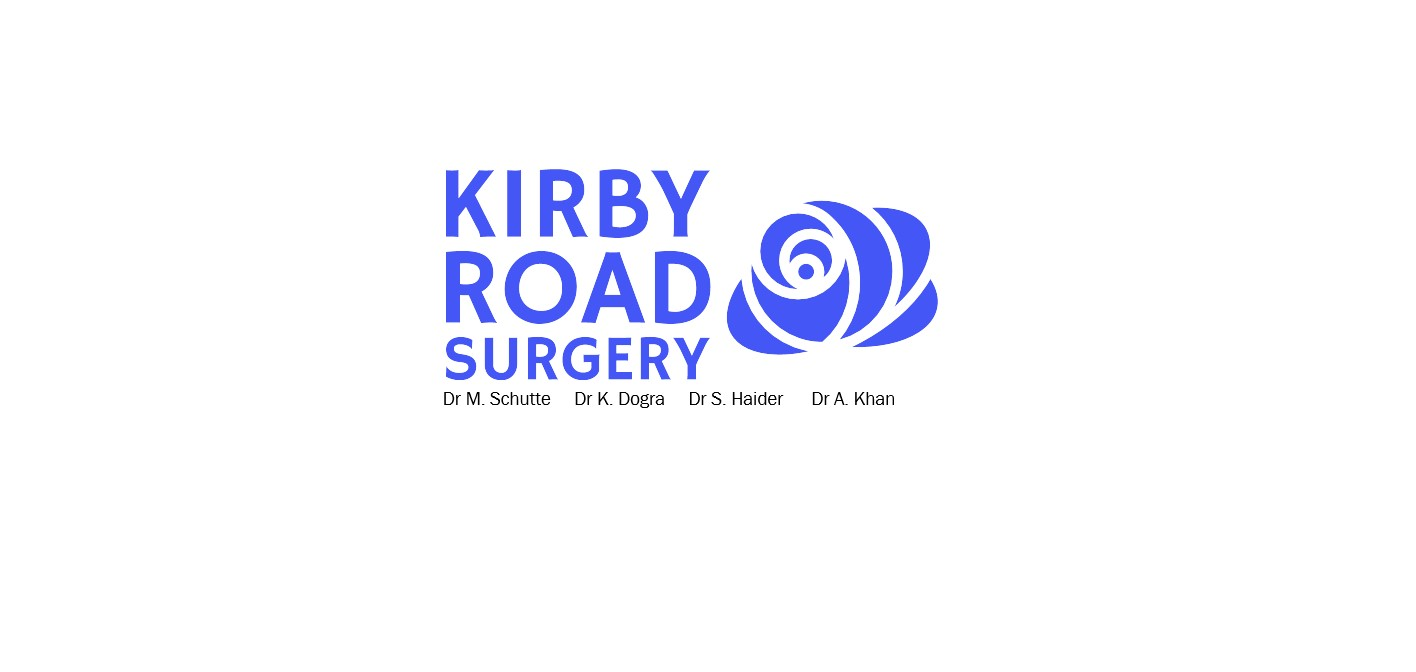 KIRBY
ROAD
SURGERY
Dr M. Schutte Dr K. Dogra Dr S. Haider Dr A. Khan